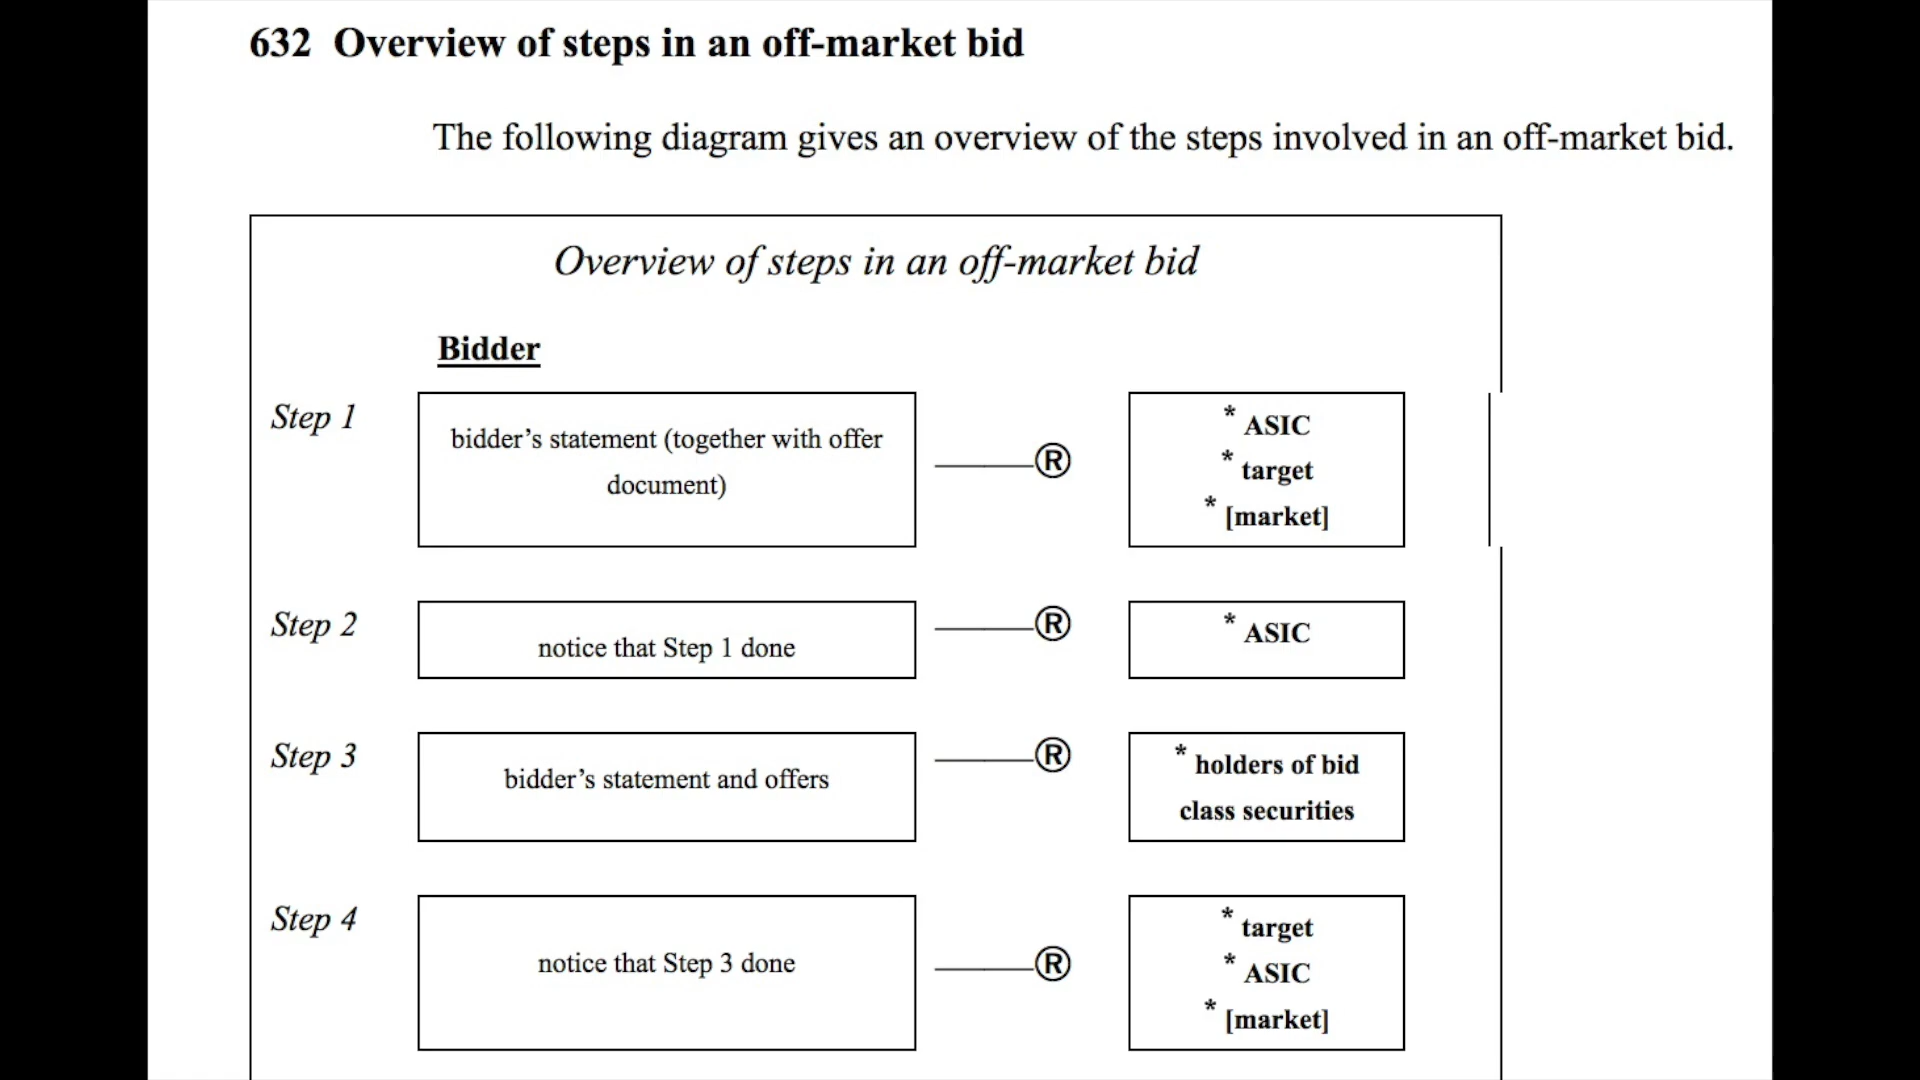 632 Overview of steps in an off-market bid
The following diagram gives an overview of the steps involved in an off-market bid.
Overview of steps in an off-market bid
Bidder
Step 1
bidder’s statement (together with offer
document)
®
* ASIC
* target
* [market]
Step 2
notice that Step 1 done
®
* ASIC
Step 3
bidder’s statement and offers
®
* holders of bid
class securities
Step 4
notice that Step 3 done
®
* target
* ASIC
* [market]